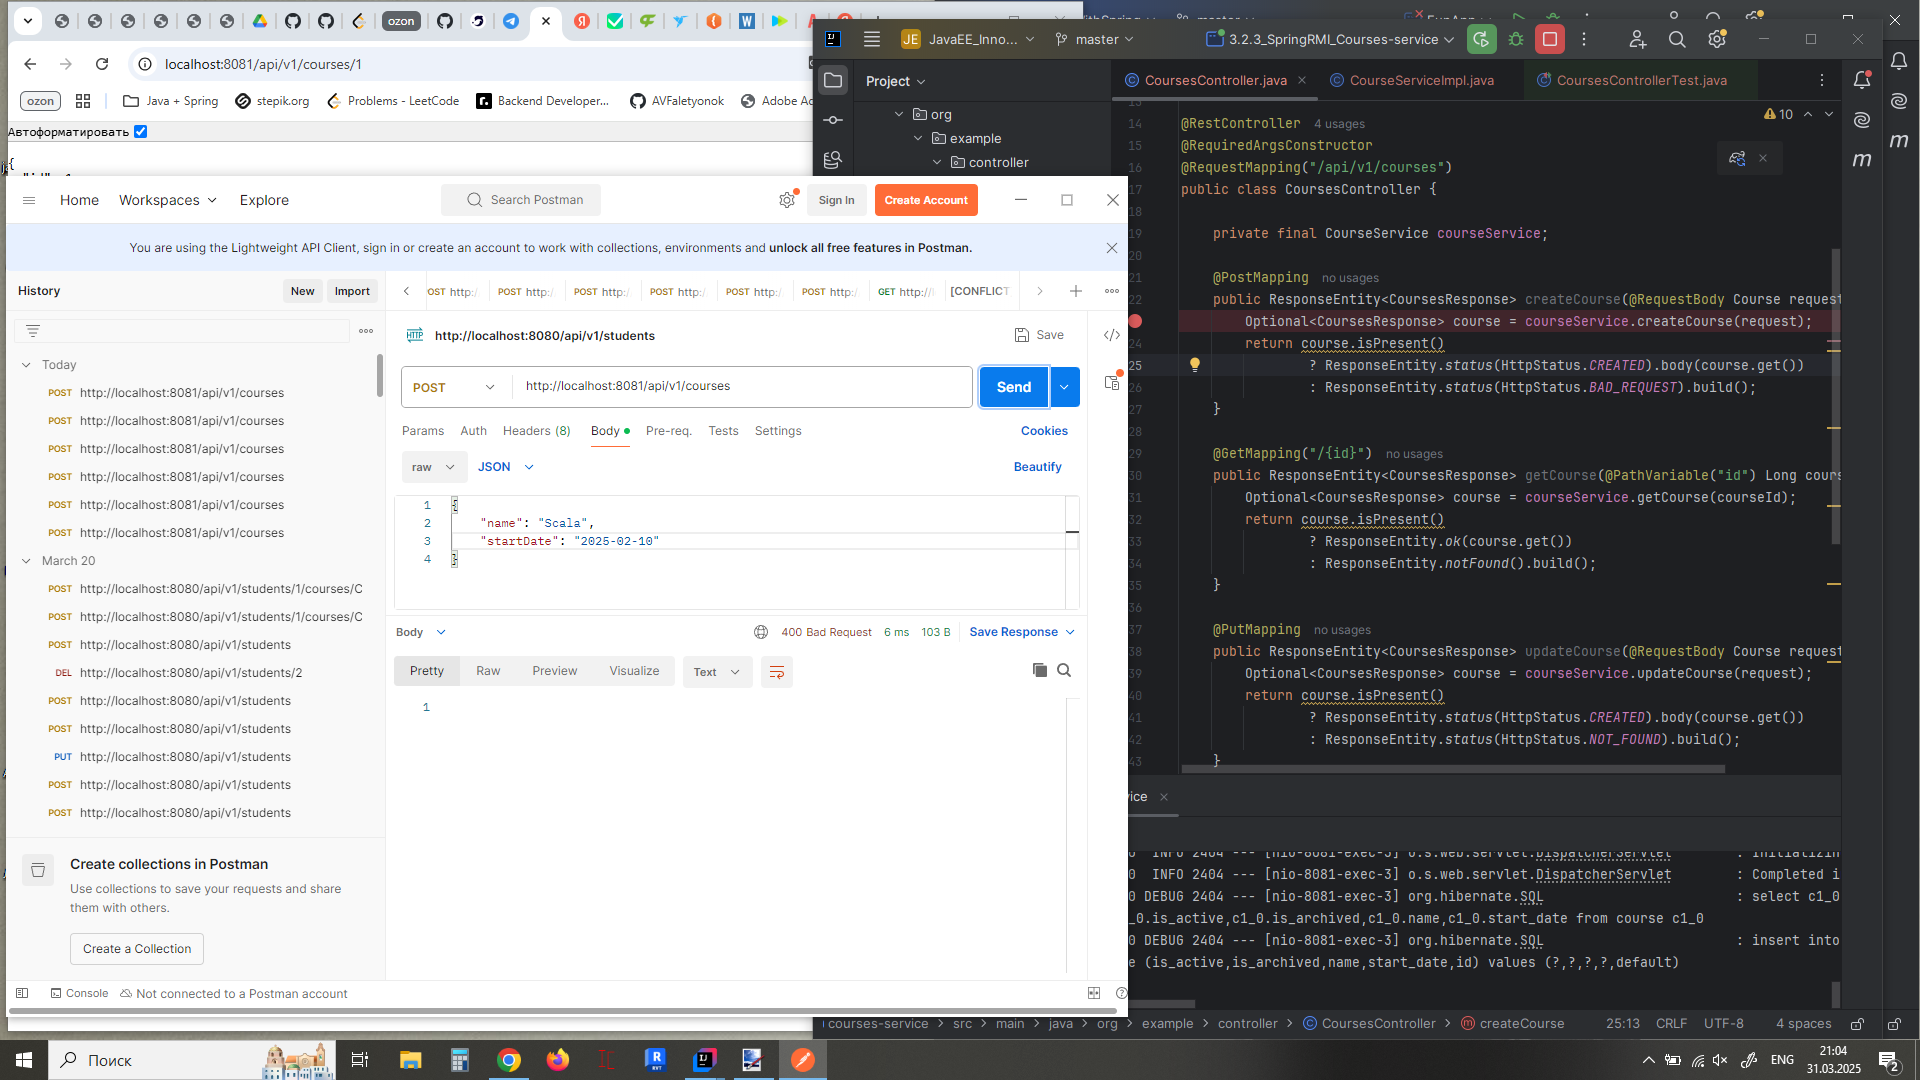 ozon
localhost:8081/api/v1/courses/1
ozon
Java + Spring
stepik.org
Problems - LeetCode
Backend Developer...
AVFaletyonok
Автоформатировать
{
Home
Workspaces
Explore
Search Postman
Sign In
Create Account
You are using the Lightweight API Client, sign in or create an account to work with collections, environments and unlock all free features in Postman.
History
New
Import
Today
POST http://localhost:8081/api/v1/courses
POST http://localhost:8081/api/v1/courses
POST http://localhost:8081/api/v1/courses
POST http://localhost:8081/api/v1/courses
POST http://localhost:8081/api/v1/courses
POST http://localhost:8081/api/v1/courses
March 20
POST http://localhost:8080/api/v1/students/1/courses/C
POST http://localhost:8080/api/v1/students/1/courses/C
POST http://localhost:8080/api/v1/students
DEL http://localhost:8080/api/v1/students/2
POST http://localhost:8080/api/v1/students
POST http://localhost:8080/api/v1/students
PUT http://localhost:8080/api/v1/students
POST http://localhost:8080/api/v1/students
POST http://localhost:8080/api/v1/students
Create collections in Postman
Use collections to save your requests and share
them with others.
Create a Collection
OST http:/ POST http:/ POST http:/ POST http:/ POST http:/ POST http:/ GET http://l [CONFLICT
http://localhost:8080/api/v1/students
Save
POST
http://localhost:8081/api/v1/courses
Send
Params
Auth
Headers (8)
Body
Pre-req.
Tests
Settings
Cookies
raw
JSON
Beautify
1 {
2 "name": "Scala",
3 "startDate": "2025-02-10"
4 }
Body
400 Bad Request
6 ms
103 B
Save Response
Pretty
Raw
Preview
Visualize
Text
1
Console
Not connected to a Postman account
JE JavaEE_Inno...
master
3.2.3_SpringRMI_Courses-service
Project
org
example
controller
CoursesController.java
CourseServiceImpl.java
CoursesControllerTest.java
10
14 @RestController 4 usages
15 @RequiredArgsConstructor
16 @RequestMapping("/api/v1/courses")
17 public class CoursesController {
18
19 private final CourseService courseService;
20
21 @PostMapping no usages
22 public ResponseEntity<CoursesResponse> createCourse(@RequestBody Course request
Optional<CoursesResponse> course = courseService.createCourse(request);
24 return course.isPresent()
25 ? ResponseEntity.status(HttpStatus.CREATED).body(course.get())
26 : ResponseEntity.status(HttpStatus.BAD_REQUEST).build();
27 }
28
29 @GetMapping("/{id}") no usages
30 public ResponseEntity<CoursesResponse> getCourse(@PathVariable("id") Long cours
31 Optional<CoursesResponse> course = courseService.getCourse(courseId);
32 return course.isPresent()
33 ? ResponseEntity.ok(course.get())
34 : ResponseEntity.notFound().build();
35 }
36
37 @PutMapping no usages
38 public ResponseEntity<CoursesResponse> updateCourse(@RequestBody Course request
39 Optional<CoursesResponse> course = courseService.updateCourse(request);
40 return course.isPresent()
41 ? ResponseEntity.status(HttpStatus.CREATED).body(course.get())
42 : ResponseEntity.status(HttpStatus.NOT_FOUND).build();
43 }
vice
0 INFO 2404 --- [nio-8081-exec-3] o.s.web.servlet.DispatcherServlet : Initializin
0 INFO 2404 --- [nio-8081-exec-3] o.s.web.servlet.DispatcherServlet : Completed i
0 DEBUG 2404 --- [nio-8081-exec-3] org.hibernate.SQL : select c1_0
_0.is_active,c1_0.is_archived,c1_0.name,c1_0.start_date from course c1_0
0 DEBUG 2404 --- [nio-8081-exec-3] org.hibernate.SQL : insert into
e (is_active,is_archived,name,start_date,id) values (?,?,?,?,default)
courses-service > src > main > java > org > example > controller > CoursesController > createCourse
25:13
CRLF
UTF-8
4 spaces
Поиск
ENG
21:04
31.03.2025
2